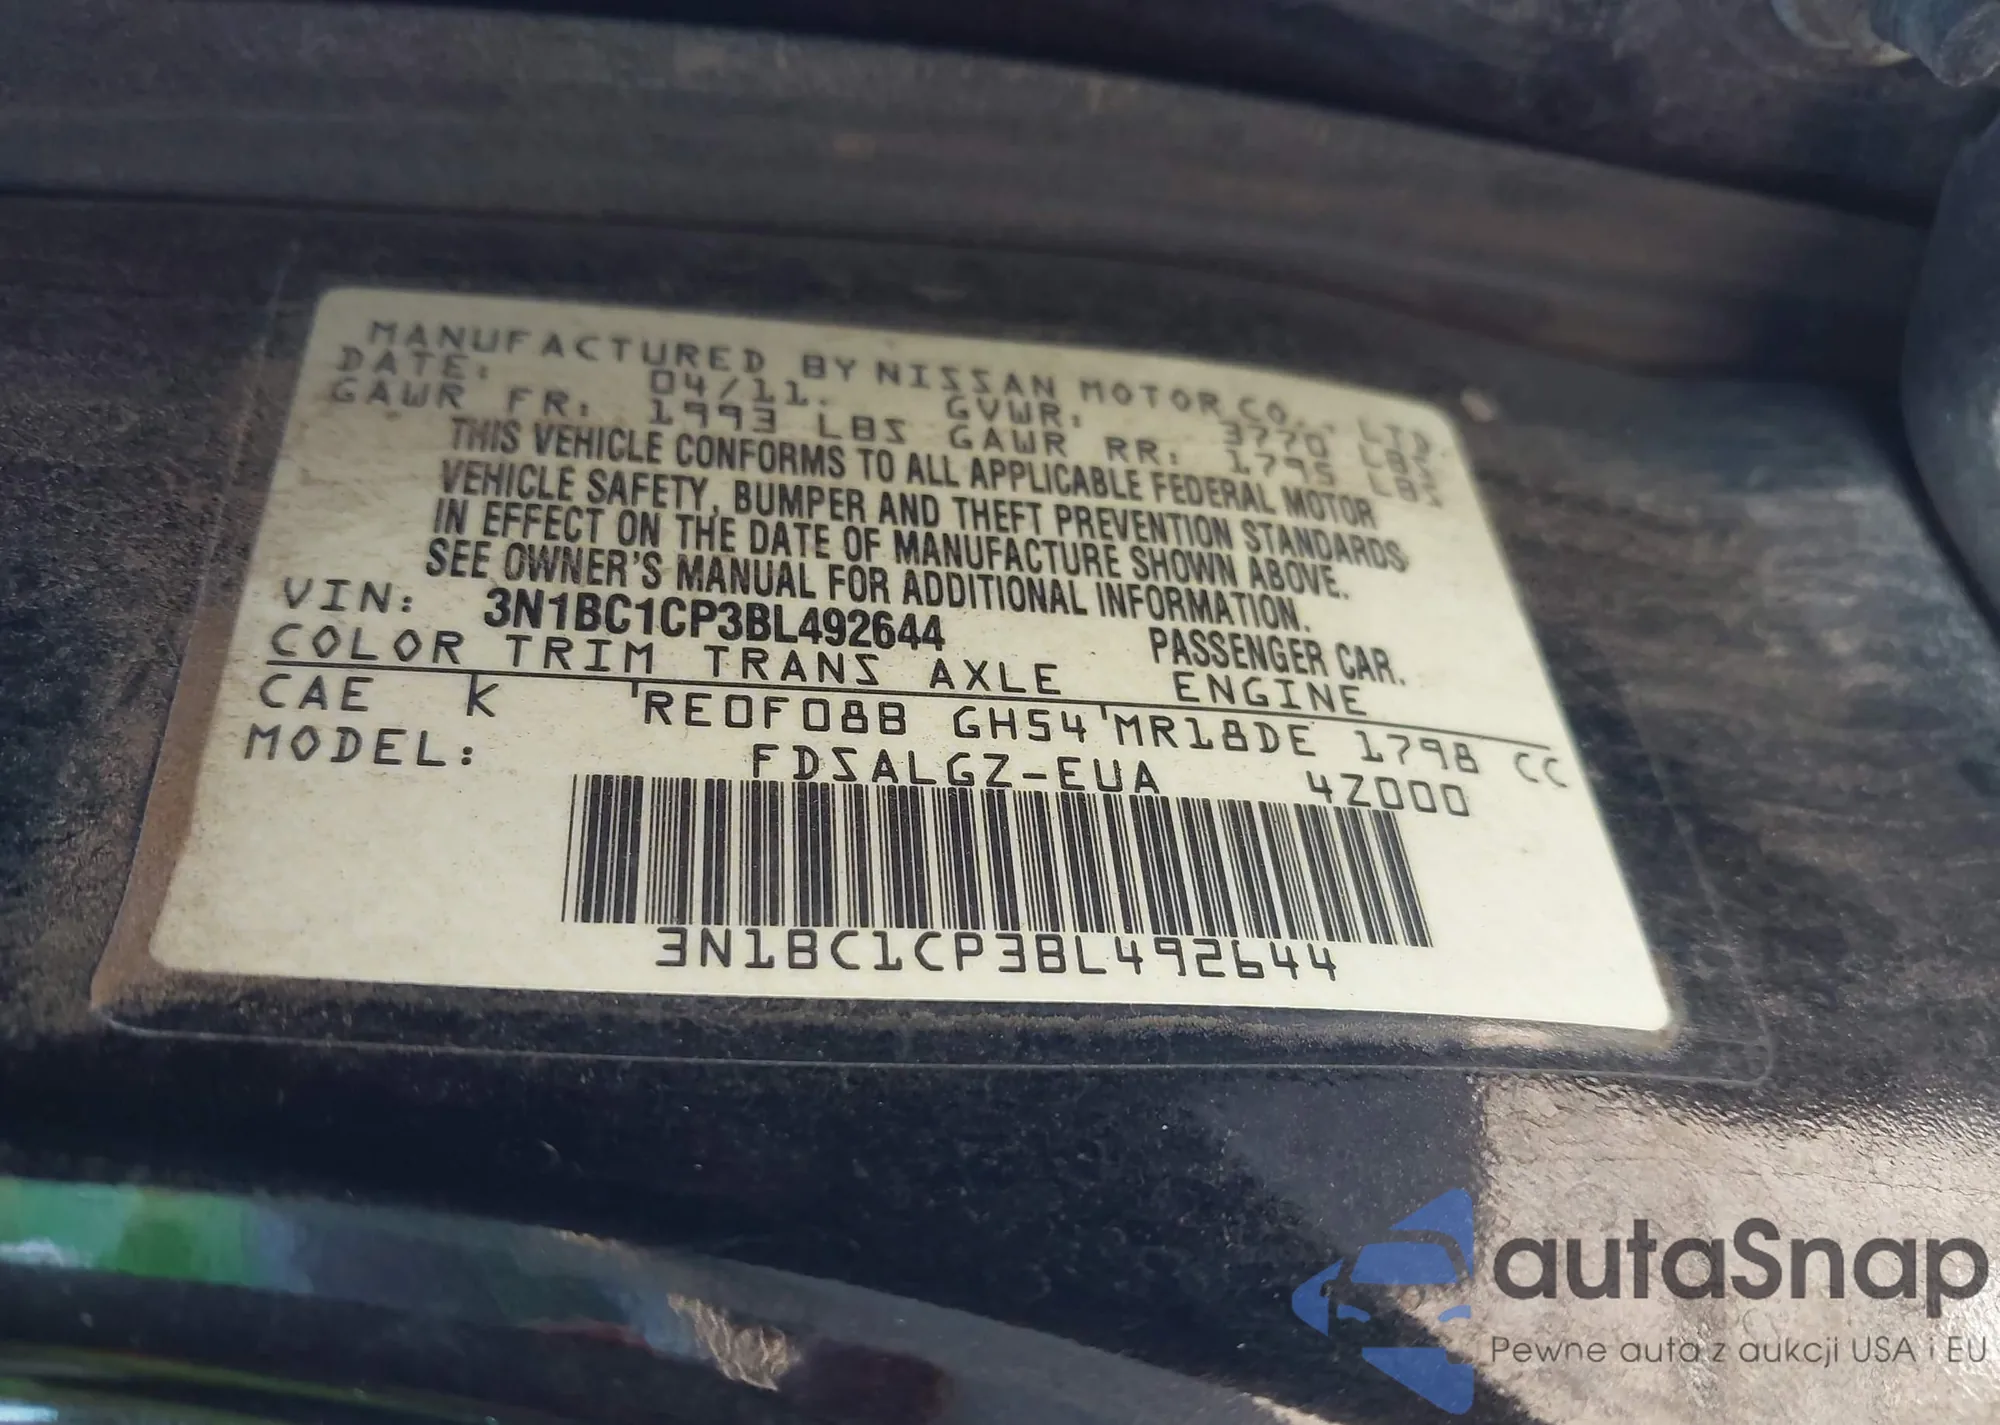 MANUFACTURED BY NISSAN MOTOR CO., LTD
DATE: 04/11. GVWR: 3770 LBS
GAWR FR: 1993 LBS GAWR RR: 1795 LBS
THIS VEHICLE CONFORMS TO ALL APPLICABLE FEDERAL MOTOR
VEHICLE SAFETY, BUMPER AND THEFT PREVENTION STANDARDS
IN EFFECT ON THE DATE OF MANUFACTURE SHOWN ABOVE.
SEE OWNER'S MANUAL FOR ADDITIONAL INFORMATION.
VIN: 3N1BC1CP3BL492644 PASSENGER CAR.
COLOR TRIM TRANS AXLE ENGINE
CAE K RE0F08B GH54 MR18DE 1798 CC
MODEL: FDSALGZ-EUA 4Z000
3N1BC1CP3BL492644
autaSnap
Pewne auta z aukcji USA i EU